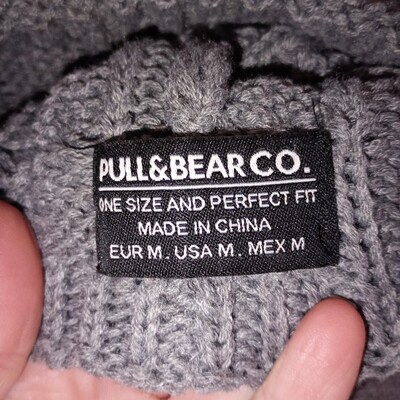 PULL&BEAR CO.
ONE SIZE AND PERFECT FIT
MADE IN CHINA
EUR M . USA M . MEX M